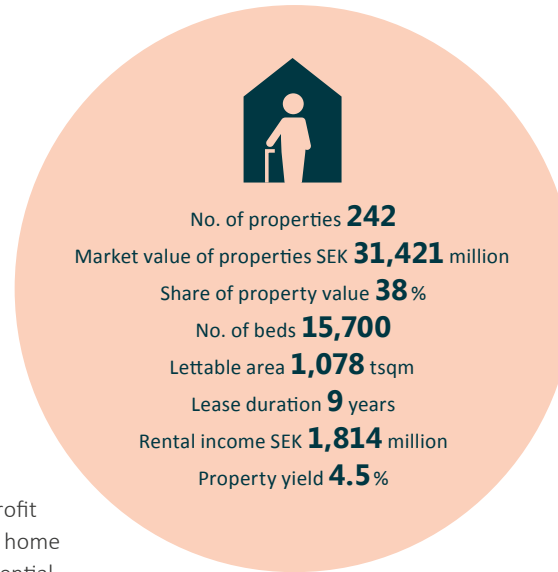 No. of properties 242
Market value of properties SEK 31,421 million
Share of property value 38%
No. of beds 15,700
Lettable area 1,078 tsqm
Lease duration 9 years
Rental income SEK 1,814 million
Property yield 4.5%
home